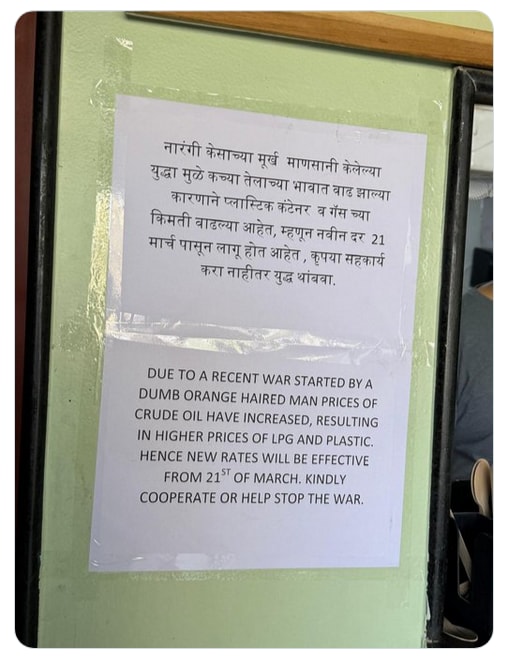 नारंगी केसाच्या मूर्ख माणसानी केलेल्या
युद्धा मुळे कच्या तेलाच्या भावात वाढ झाल्या
कारणाने प्लास्टिक कंटेनर व गॅस च्या
किमती वाढल्या आहेत, म्हणून नवीन दर 21
मार्च पासून लागू होत आहेत , कृपया सहकार्य
करा नाहीतर युद्ध थांबवा.
DUE TO A RECENT WAR STARTED BY A
DUMB ORANGE HAIRED MAN PRICES OF
CRUDE OIL HAVE INCREASED, RESULTING
IN HIGHER PRICES OF LPG AND PLASTIC.
HENCE NEW RATES WILL BE EFFECTIVE
FROM 21ST OF MARCH. KINDLY
COOPERATE OR HELP STOP THE WAR.